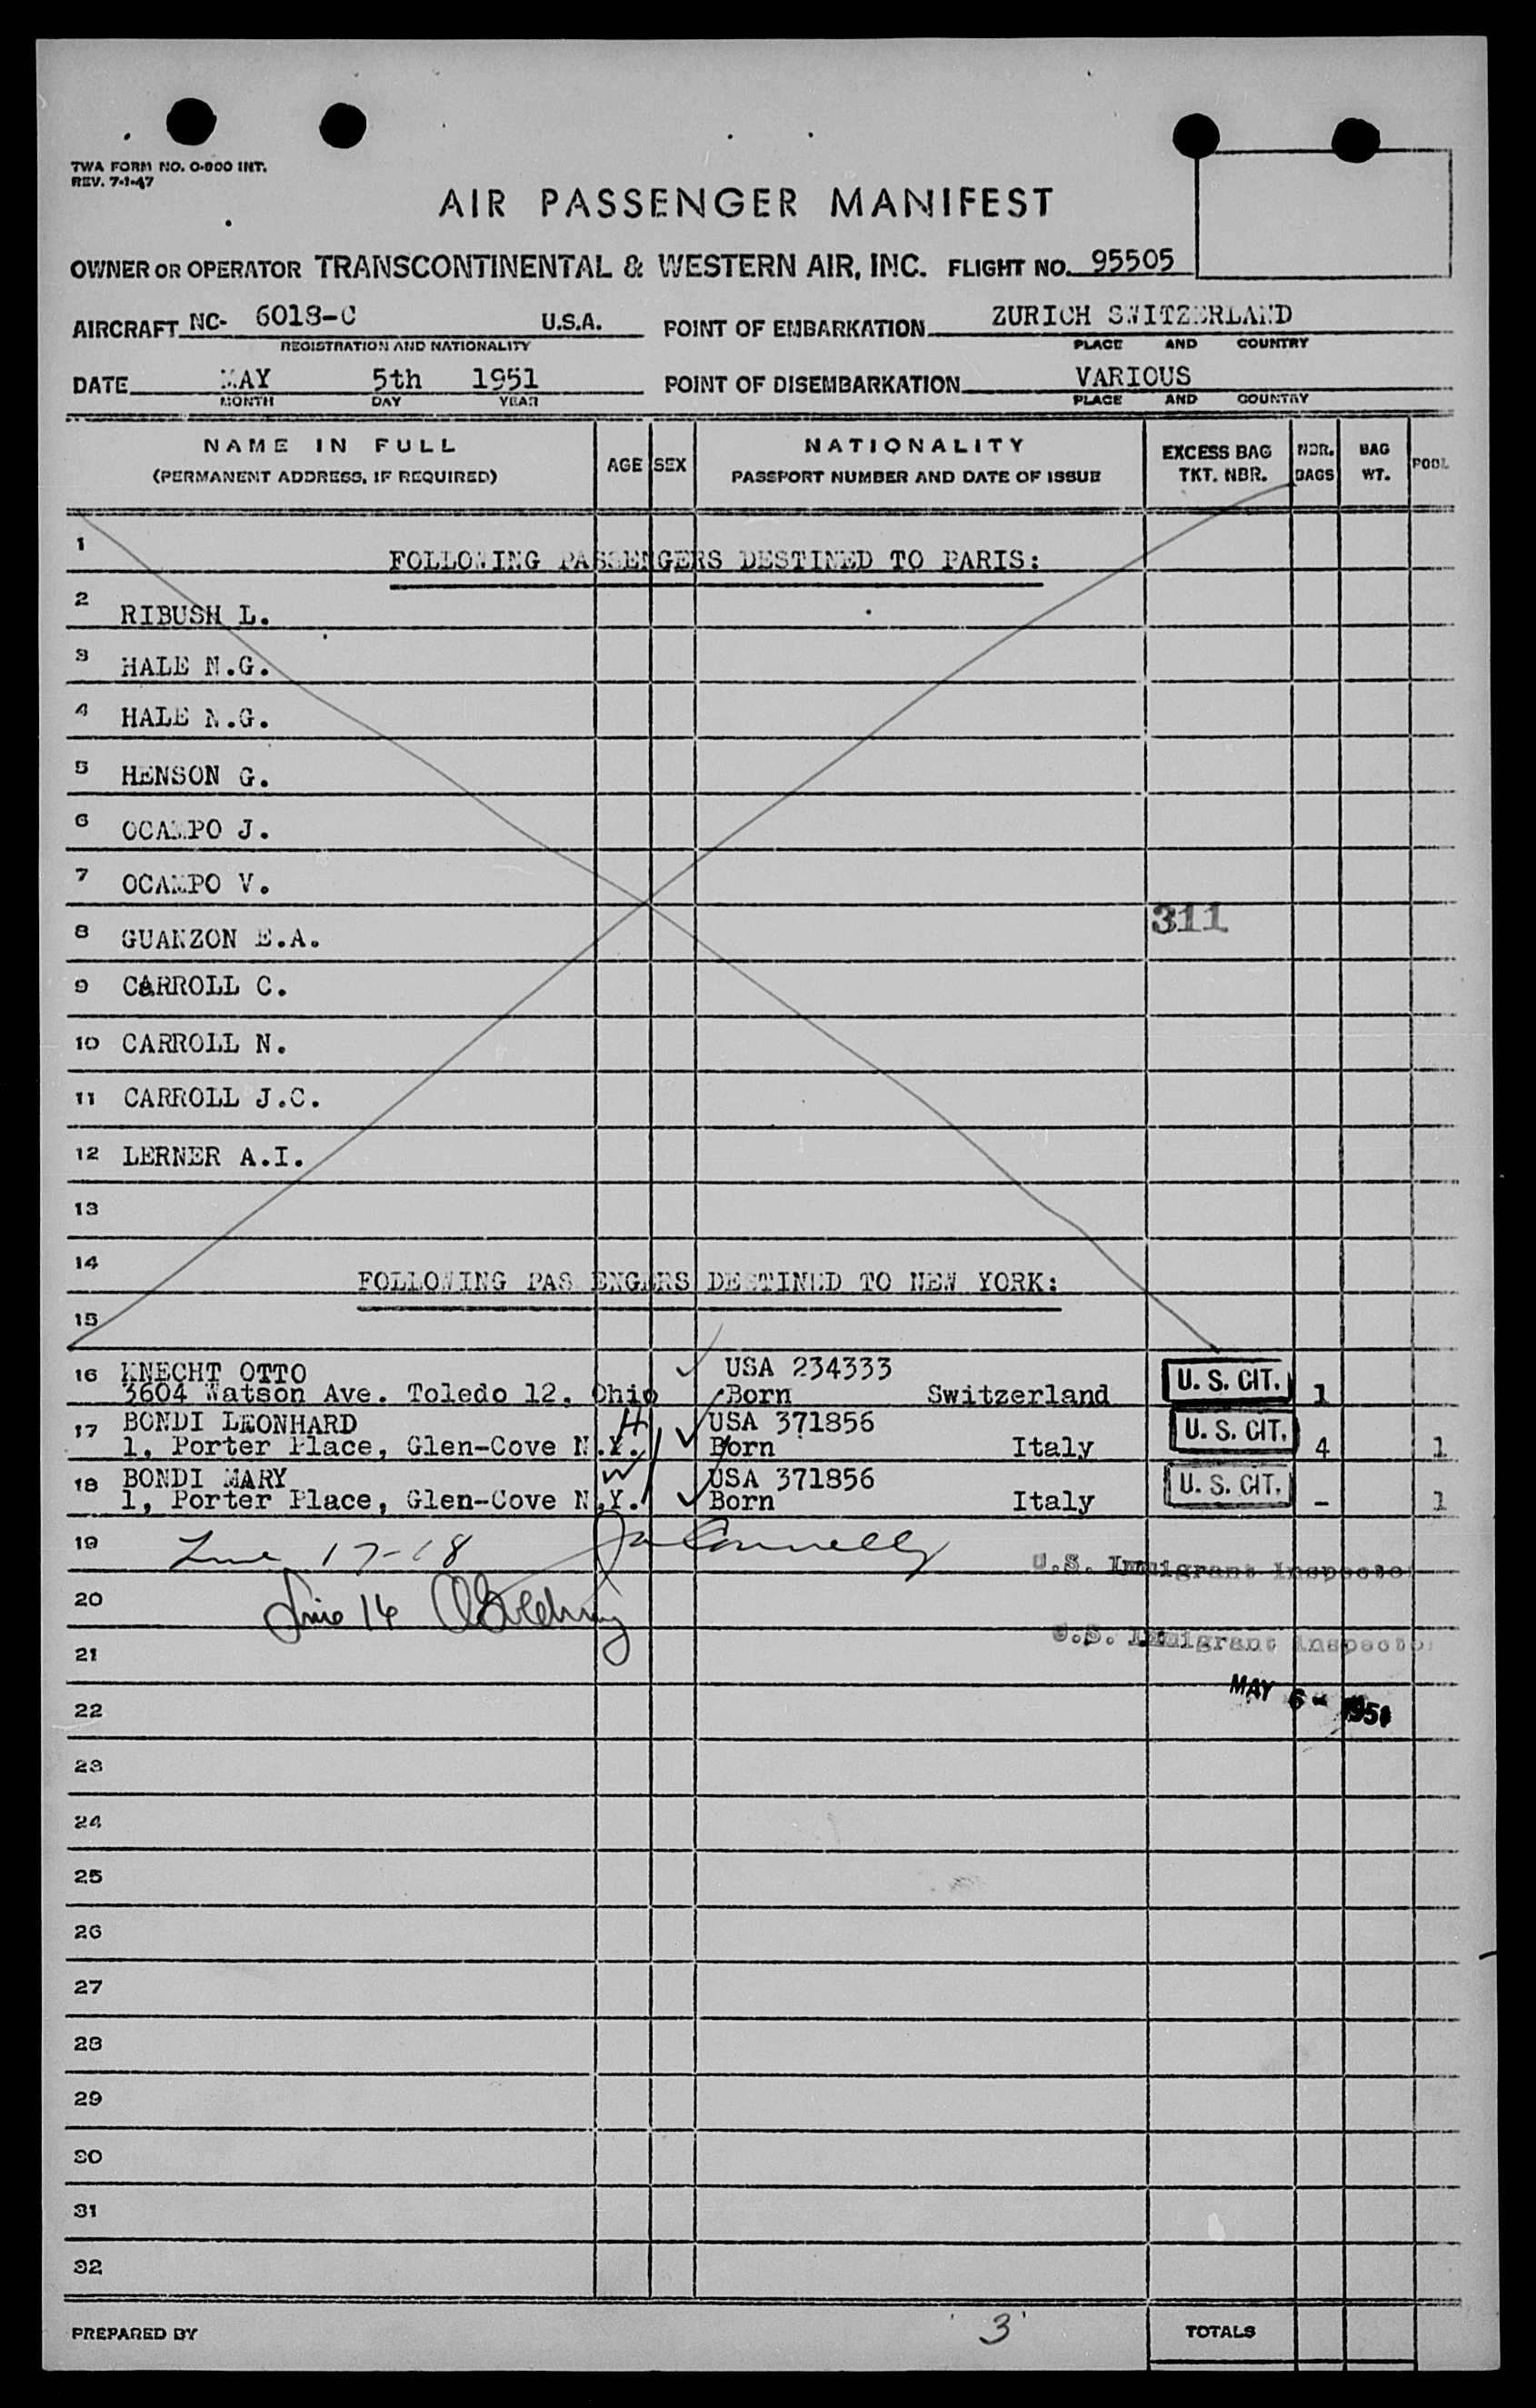 TWA FORM NO. O-900 INT.
REV. 7-1-47
AIR PASSENGER MANIFEST
OWNER OR OPERATOR TRANSCONTINENTAL & WESTERN AIR, INC. FLIGHT NO. 95505
AIRCRAFT NC- 6018-C U.S.A. POINT OF EMBARKATION ZURICH SWITZERLAND
REGISTRATION AND NATIONALITY PLACE AND COUNTRY
DATE MAY 5th 1951 POINT OF DISEMBARKATION VARIOUS
MONTH DAY YEAR PLACE AND COUNTRY
NAME IN FULL AGE SEX NATIONALITY EXCESS BAG NBR. BAG POOL
(PERMANENT ADDRESS, IF REQUIRED) PASSPORT NUMBER AND DATE OF ISSUE TKT. NBR. BAGS WT.
1 FOLLOWING PASSENGERS DESTINED TO PARIS:
2 RIBUSH L.
3 HALE N.G.
4 HALE N.G.
5 HENSON G.
6 OCAMPO J.
7 OCAMPO V.
8 GUANZON E.A. 311
9 CARROLL C.
10 CARROLL N.
11 CARROLL J.C.
12 LERNER A.I.
13
14 FOLLOWING PASSENGERS DESTINED TO NEW YORK:
15
16 KNECHT OTTO USA 234333 U. S. CIT. 1
3604 Watson Ave. Toledo 12. Ohio Born Switzerland
17 BONDI LEONHARD H USA 371856 U. S. CIT. 4 1
1, Porter Place, Glen-Cove N.Y. Born Italy
18 BONDI MARY W USA 371856 U. S. CIT. - 1
1, Porter Place, Glen-Cove N.Y. Born Italy
19 Line 17-18 Connelly U.S. Immigrant Inspector
20 Line 16
U.S. Immigrant Inspector
21
MAY 6 - 1951
22
23
24
25
26
27
28
29
30
31
32
PREPARED BY 3 TOTALS